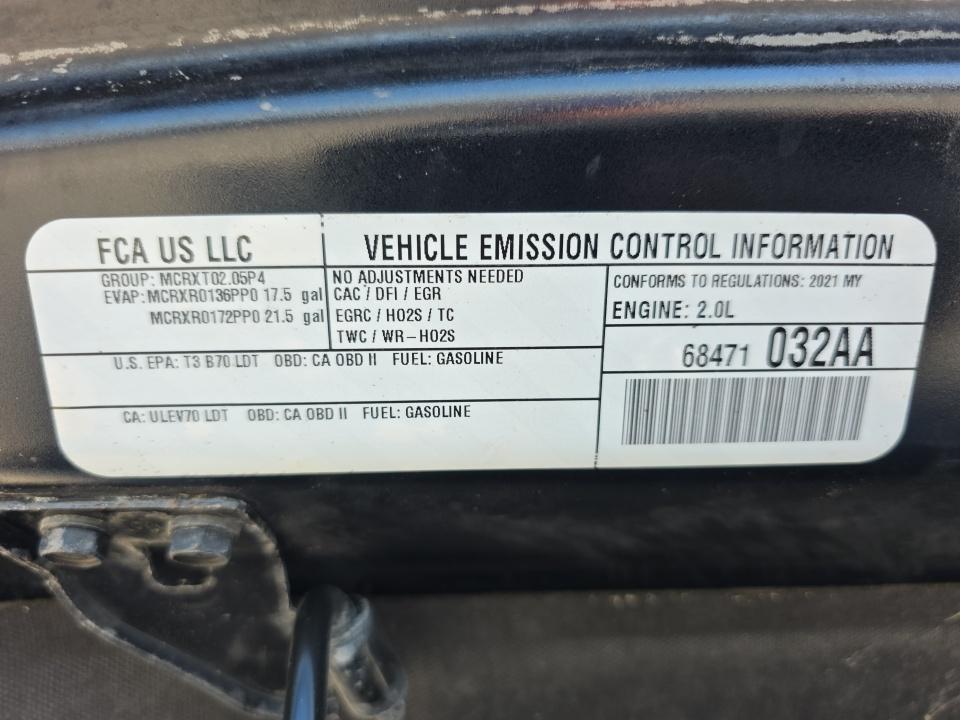 FCA US LLC
VEHICLE EMISSION CONTROL INFORMATION
GROUP: MCRXT02.05P4
EVAP: MCRXR0136PP0 17.5 gal
MCRXR0172PP0 21.5 gal
NO ADJUSTMENTS NEEDED
CAC / DFI / EGR
EGRC / HO2S / TC
TWC / WR-HO2S
CONFORMS TO REGULATIONS: 2021 MY
ENGINE: 2.0L
68471 032AA
U.S. EPA: T3 B70 LDT OBD: CA OBD II FUEL: GASOLINE
CA: ULEV70 LDT OBD: CA OBD II FUEL: GASOLINE